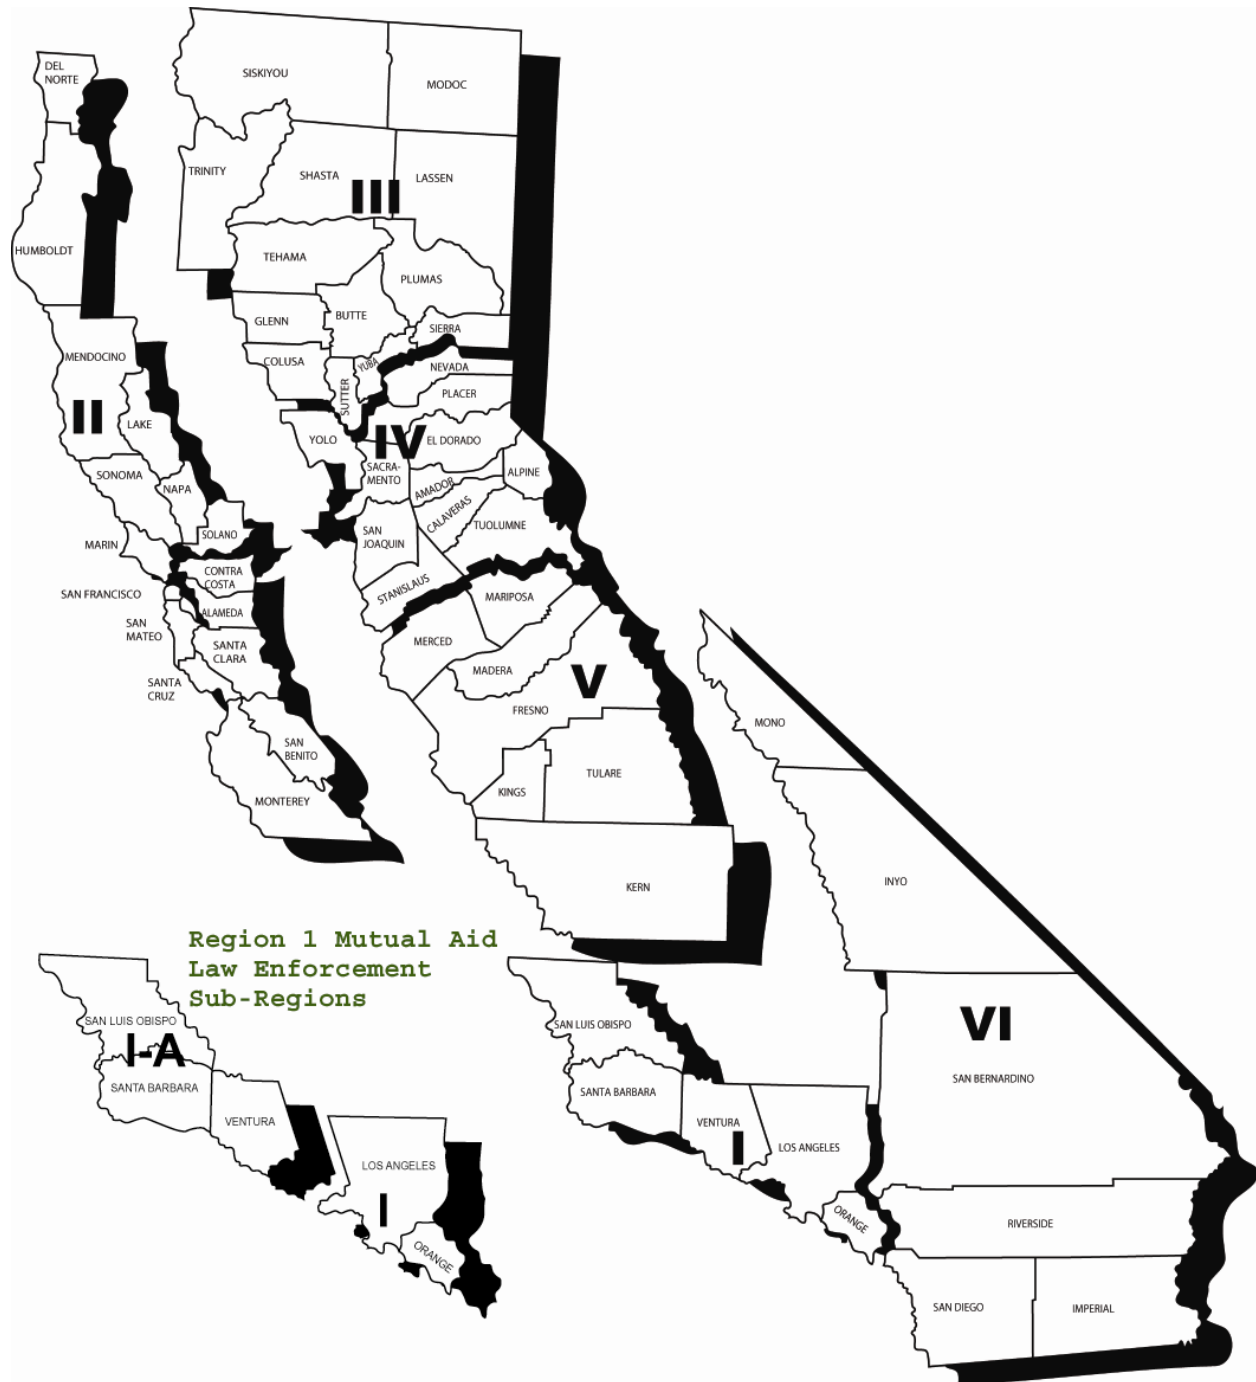 DEL
NORTE
SISKIYOU
MODOC
TRINITY
SHASTA
LASSEN
III
HUMBOLDT
TEHAMA
PLUMAS
GLENN
BUTTE
SIERRA
MENDOCINO
COLUSA
YUBA
NEVADA
PLACER
SUTTER
II
LAKE
YOLO
IV
EL DORADO
SONOMA
NAPA
SACRA-
MENTO
AMADOR
ALPINE
CALAVERAS
TUOLUMNE
MARIN
SOLANO
SAN
JOAQUIN
CONTRA
COSTA
SAN FRANCISCO
STANISLAUS
MARIPOSA
ALAMEDA
SAN
MATEO
SANTA
CLARA
MERCED
MADERA
SANTA
CRUZ
V
FRESNO
MONO
SAN
BENITO
MONTEREY
KINGS
TULARE
KERN
INYO
Region 1 Mutual Aid
Law Enforcement
Sub-Regions
SAN LUIS OBISPO
I-A
SANTA BARBARA
VENTURA
LOS ANGELES
I
ORANGE
SAN LUIS OBISPO
SANTA BARBARA
VENTURA
I
LOS ANGELES
ORANGE
VI
SAN BERNARDINO
RIVERSIDE
SAN DIEGO
IMPERIAL